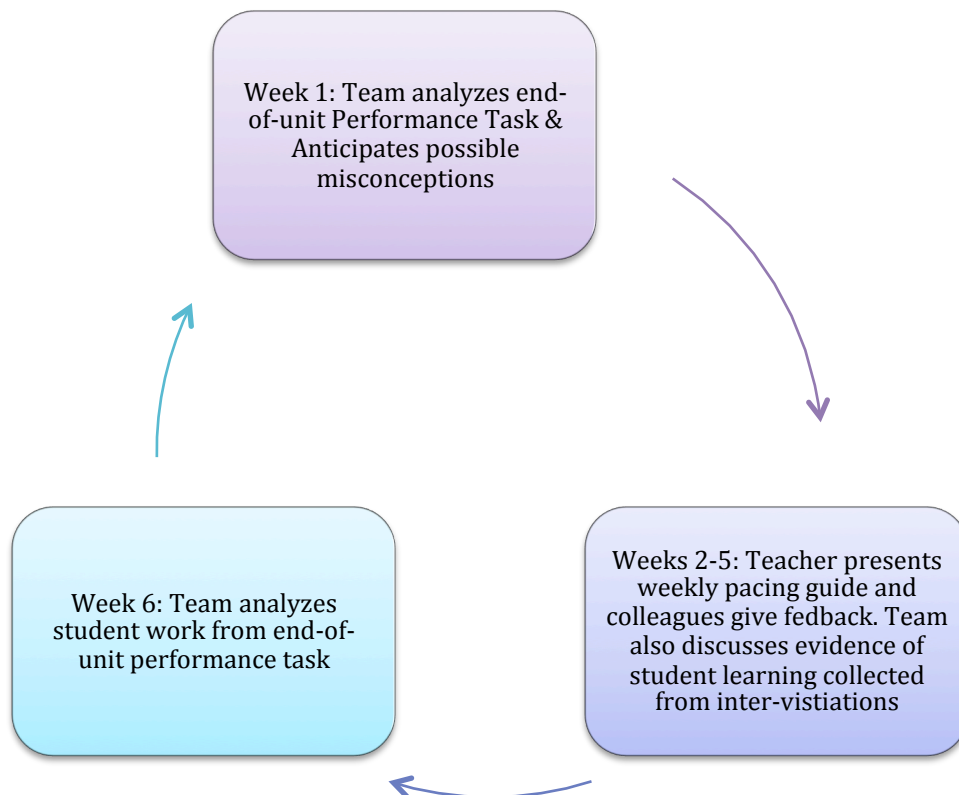 Week 1: Team analyzes end-
of-unit Performance Task &
Anticipates possible
misconceptions
Weeks 2-5: Teacher presents
weekly pacing guide and
colleagues give fedback. Team
also discusses evidence of
student learning collected
from inter-vistiations
Week 6: Team analyzes
student work from end-of-
unit performance task